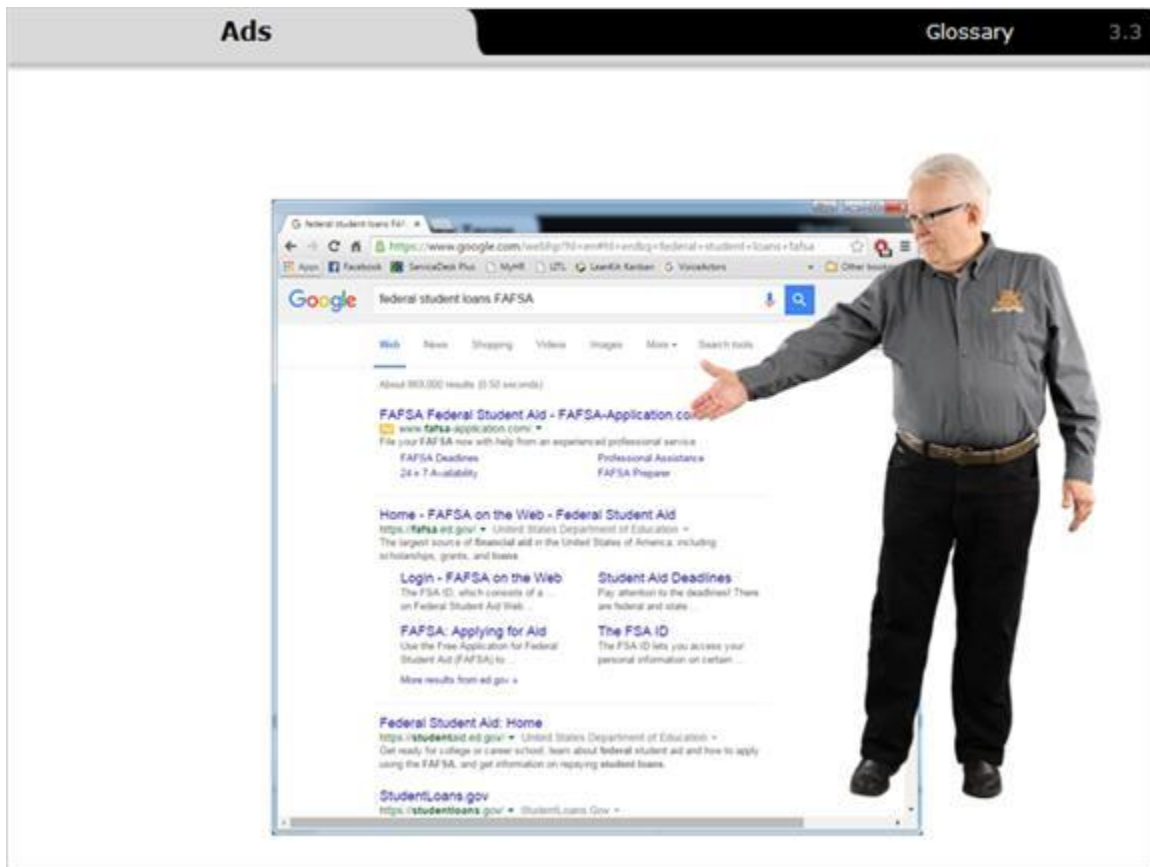 Ads
Glossary 3.3
G federal student loans FAF
https://www.google.com/webhp?hl=en#hl=en&q=federal+student+loans+fafsa
Apps Facebook ServiceDesk Plus MyHR UTL LeanKit Kanban VoiceActors Other
Google federal student loans FAFSA
Web News Shopping Videos Images More Search tools
About results (0.50 seconds)
FAFSA Federal Student Aid - FAFSA-Application.com
Ad www.fafsa-application.com/
File your FAFSA now with help from an experienced professional service
FAFSA Deadlines Professional Assistance
24 x 7 Availability FAFSA Preparer
Home - FAFSA on the Web - Federal Student Aid
https://fafsa.ed.gov/ United States Department of Education
The largest source of financial aid in the United States of America, including
scholarships, grants, and loans
Login - FAFSA on the Web Student Aid Deadlines
The FSA ID, which consists of a ... Pay attention to the deadlines! There
on Federal Student Aid Web ... are federal and state ...
FAFSA: Applying for Aid The FSA ID
Use the Free Application for Federal The FSA ID lets you access your
Student Aid (FAFSA) to ... personal information on certain ...
More results from ed.gov »
Federal Student Aid: Home
https://studentaid.ed.gov/ United States Department of Education
Get ready for college or career school, learn about federal student aid and how to apply
using the FAFSA, and get information on repaying student loans.
StudentLoans.gov
https://studentloans.gov/ StudentLoans.Gov